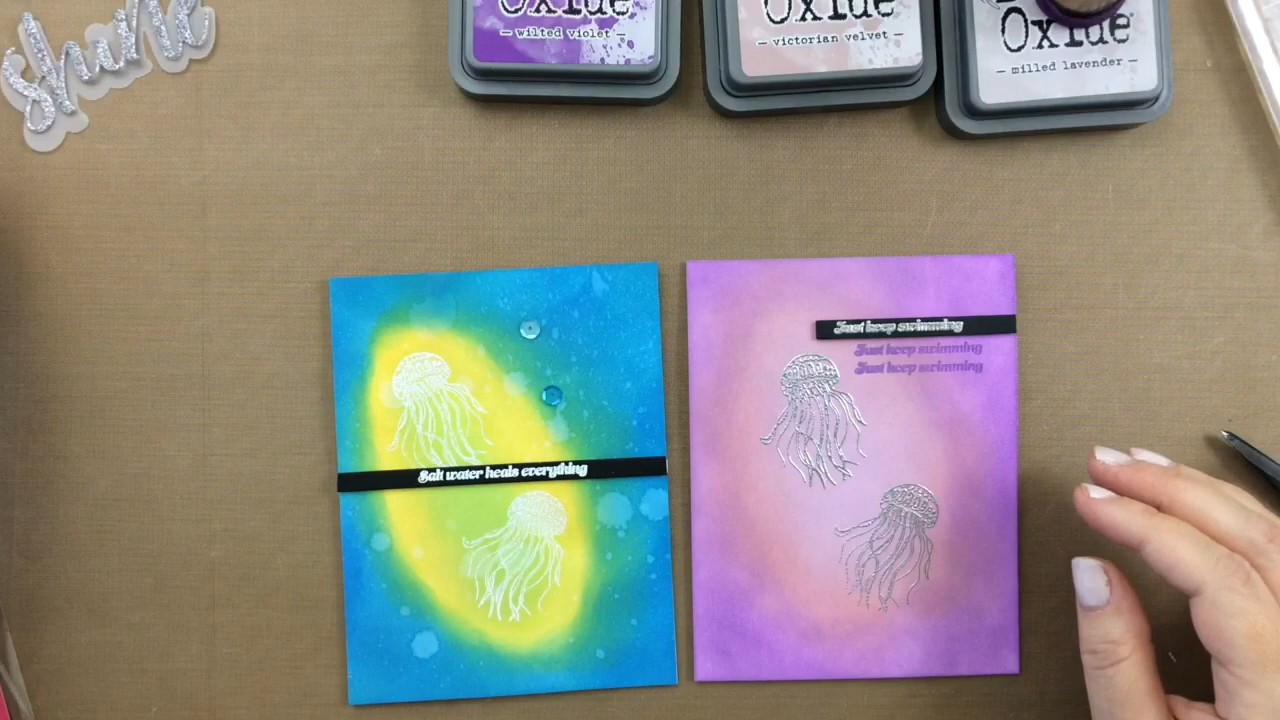 shine
Oxide
— wilted violet —
Oxide
— victorian velvet —
Oxide®
— milled lavender —
Salt water heals everything
Just keep swimming
Just keep swimming
Just keep swimming